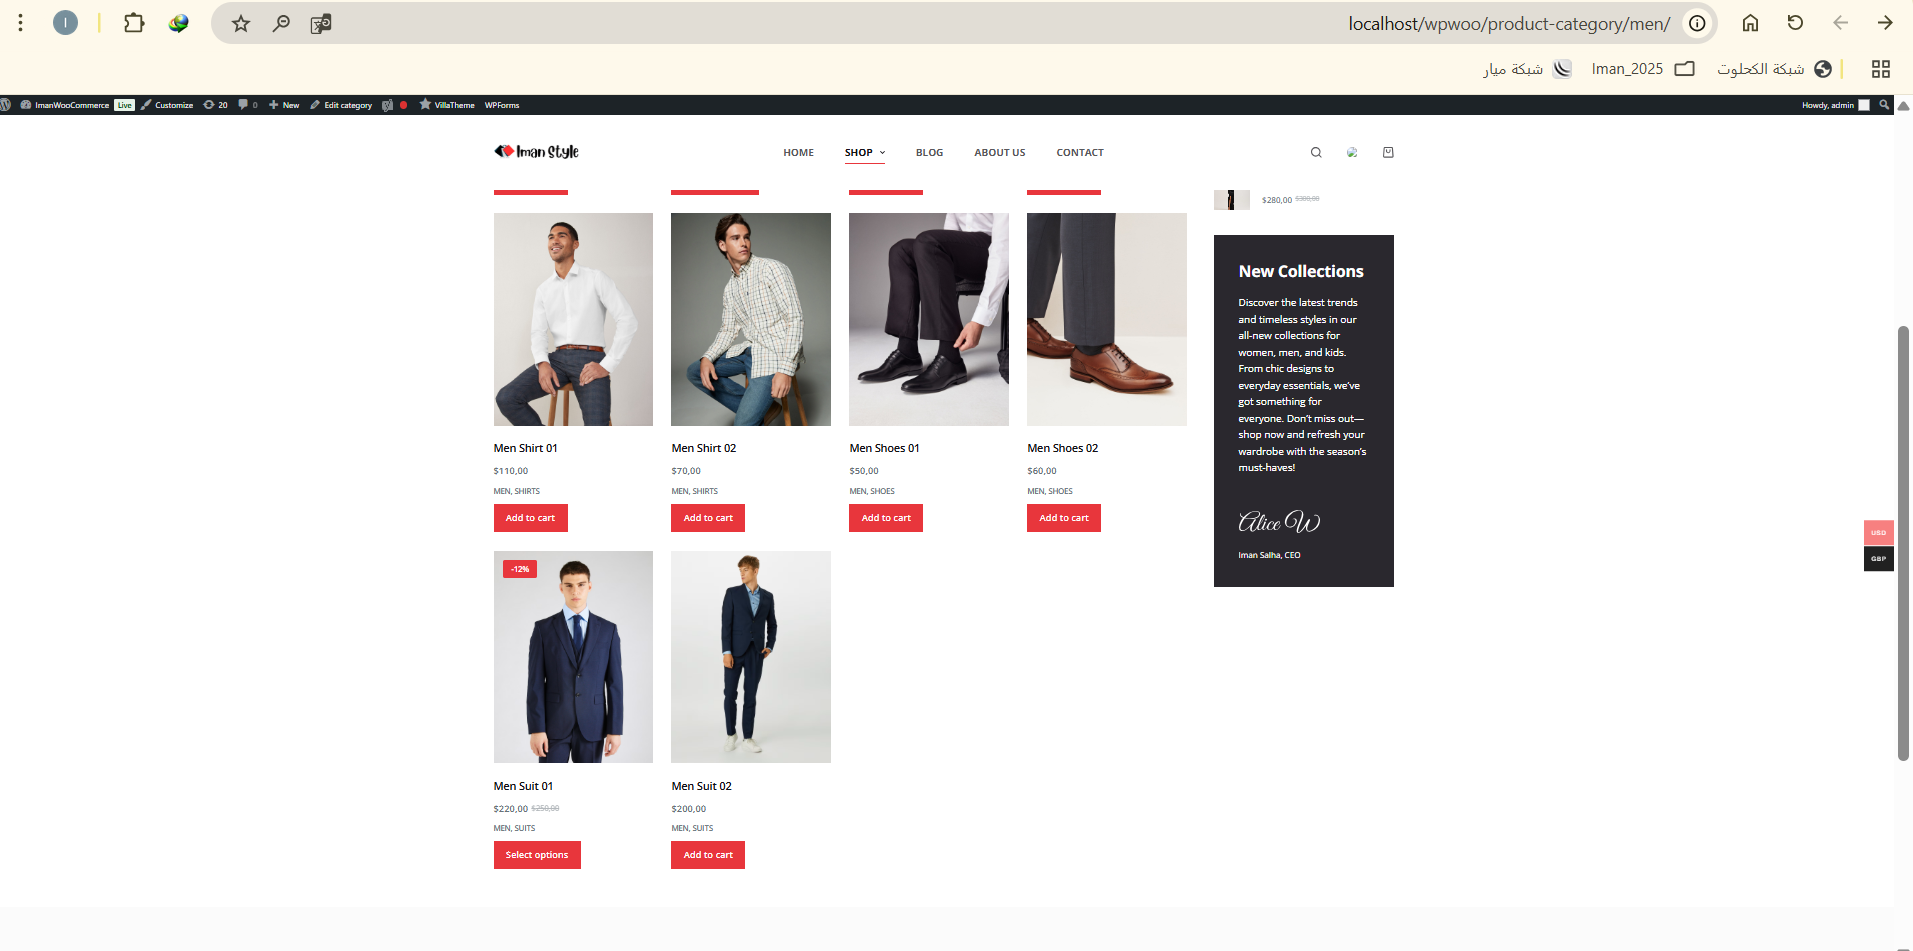 localhost/wpwoo/product-category/men/
شبكة الكحلوت
Iman_2025
شبكة ميار
ImanWooCommerce Live Customize 20 0 New Edit category VillaTheme WPForms Howdy, admin
Iman Style
HOME SHOP BLOG ABOUT US CONTACT
$280,00 $300,00
Men Shirt 01
$110,00
MEN, SHIRTS
Add to cart
Men Shirt 02
$70,00
MEN, SHIRTS
Add to cart
Men Shoes 01
$50,00
MEN, SHOES
Add to cart
Men Shoes 02
$60,00
MEN, SHOES
Add to cart
-12%
Men Suit 01
$220,00 $250,00
MEN, SUITS
Select options
Men Suit 02
$200,00
MEN, SUITS
Add to cart
New Collections
Discover the latest trends
and timeless styles in our
all-new collections for
women, men, and kids.
From chic designs to
everyday essentials, we've
got something for
everyone. Don't miss out—
shop now and refresh your
wardrobe with the season's
must-haves!
Alice W
Iman Salha, CEO
USD
GBP